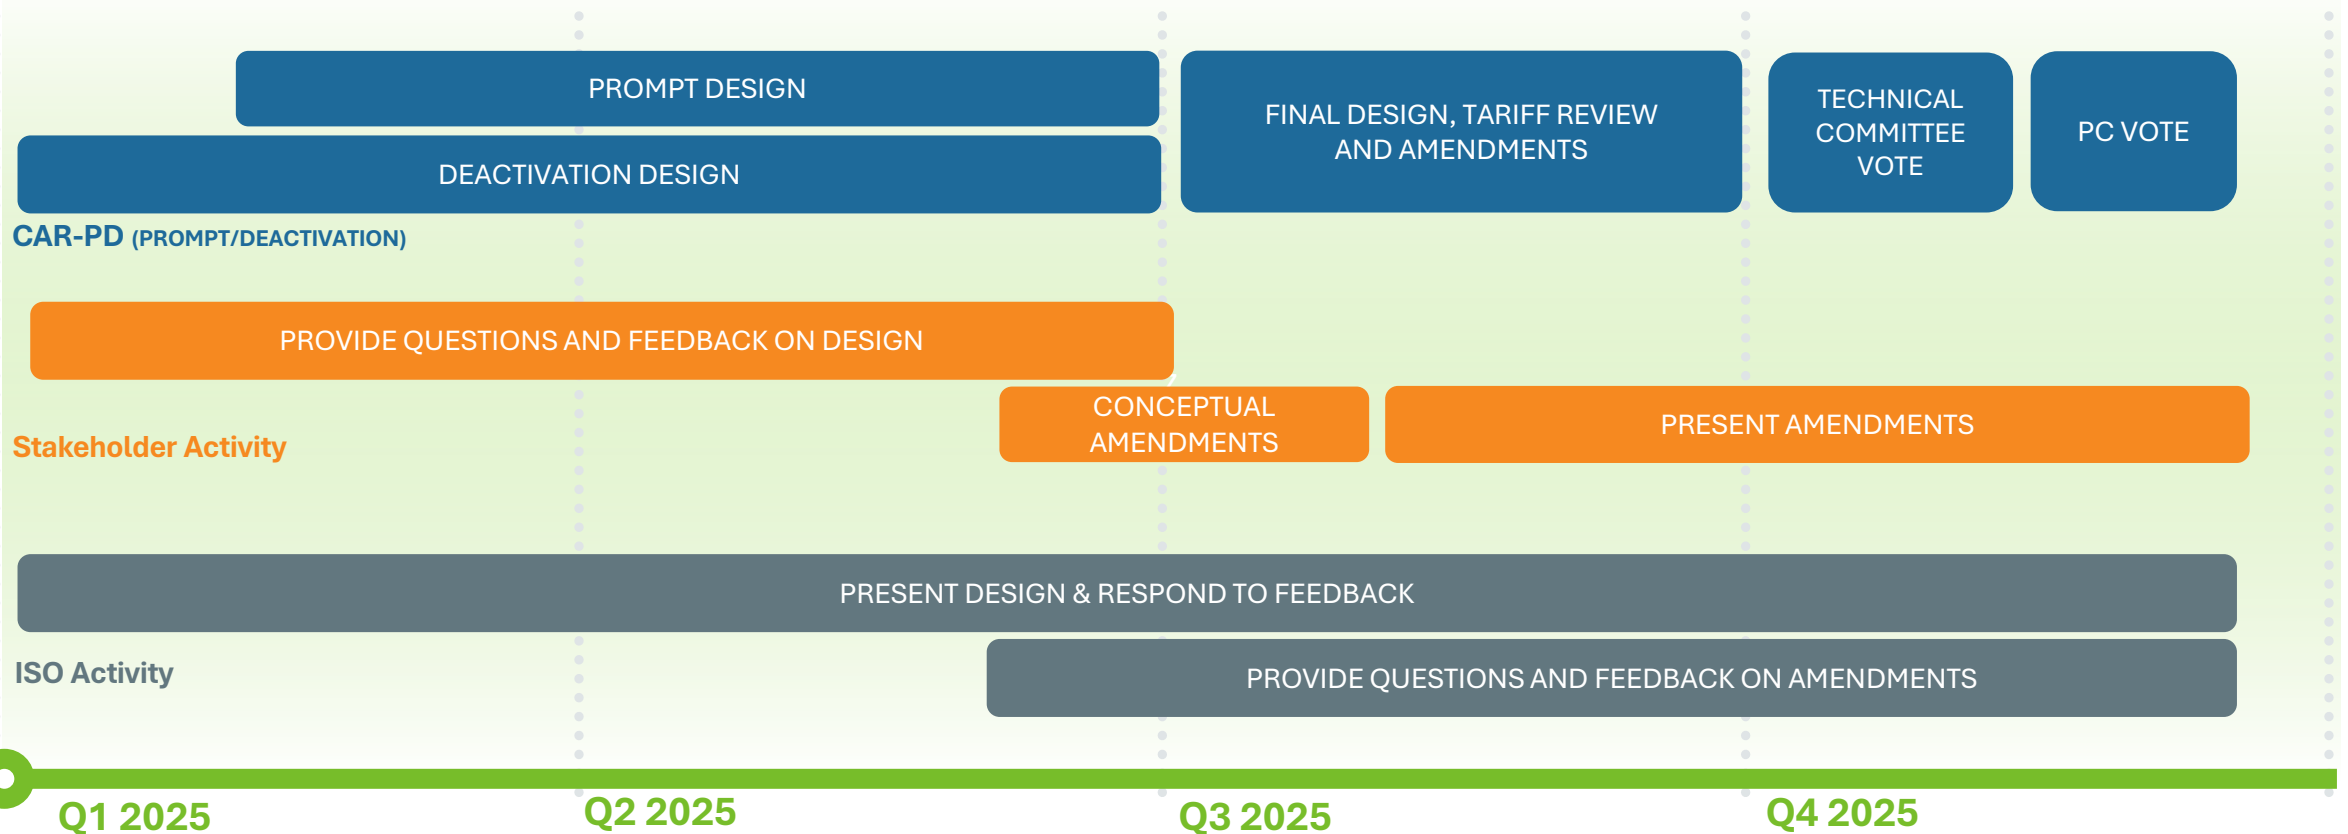 PROMPT DESIGN
DEACTIVATION DESIGN
FINAL DESIGN, TARIFF REVIEW
AND AMENDMENTS
TECHNICAL
COMMITTEE
VOTE
PC VOTE
CAR-PD (PROMPT/DEACTIVATION)
PROVIDE QUESTIONS AND FEEDBACK ON DESIGN
CONCEPTUAL
AMENDMENTS
PRESENT AMENDMENTS
Stakeholder Activity
PRESENT DESIGN & RESPOND TO FEEDBACK
PROVIDE QUESTIONS AND FEEDBACK ON AMENDMENTS
ISO Activity
Q1 2025
Q2 2025
Q3 2025
Q4 2025